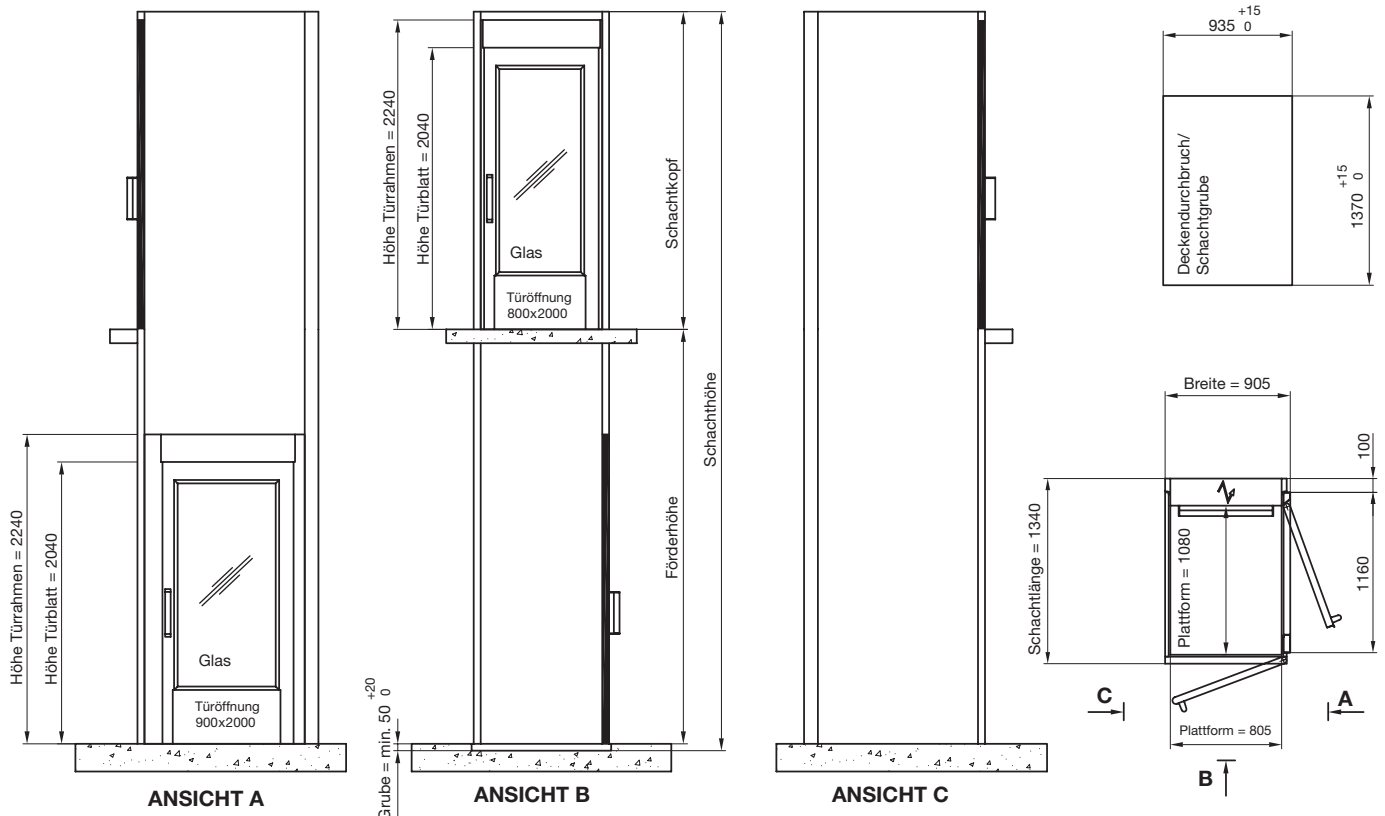 Höhe Türrahmen = 2240
Höhe Türblatt = 2040
Glas
Türöffnung
900x2000
ANSICHT A
Höhe Türrahmen = 2240
Höhe Türblatt = 2040
Glas
Türöffnung
800x2000
Schachtkopf
Förderhöhe
Schachthöhe
Grube = min. 50 +20 0
ANSICHT B
ANSICHT C
935 +15 0
Deckendurchbruch/
Schachtgrube
1370 +15 0
Breite = 905
100
Schachtlänge = 1340
Plattform = 1080
1160
C
A
Plattform = 805
B